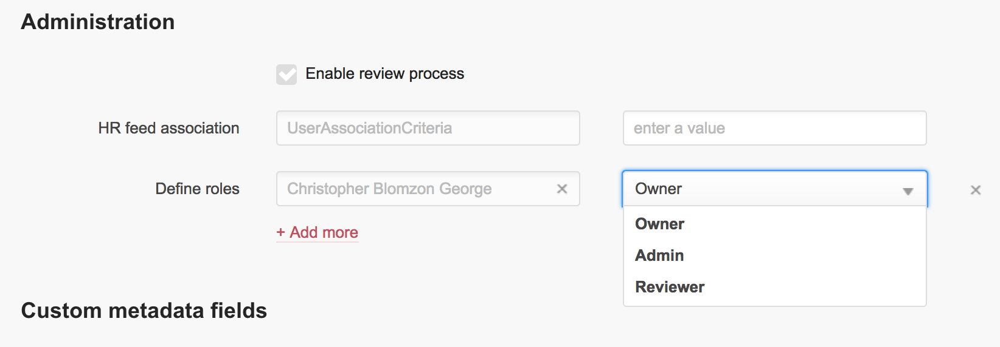 Administration
Enable review process
HR feed association UserAssociationCriteria enter a value
Define roles Christopher Blomzon George Owner
Owner
+ Add more
Admin
Reviewer
Custom metadata fields